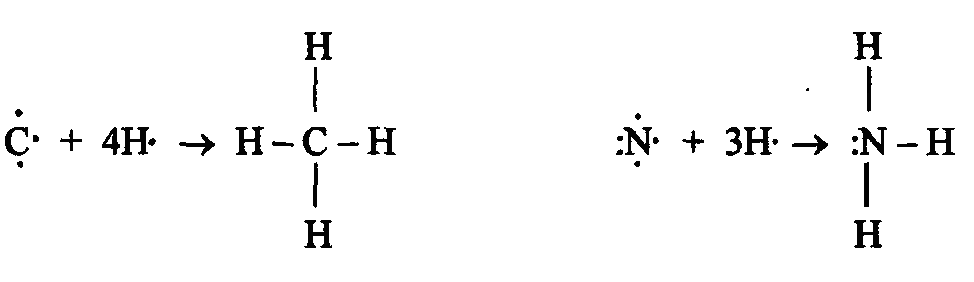 H
Ċ· + 4H· → H–C–H
H
H
:Ṅ· + 3H· → :N–H
H